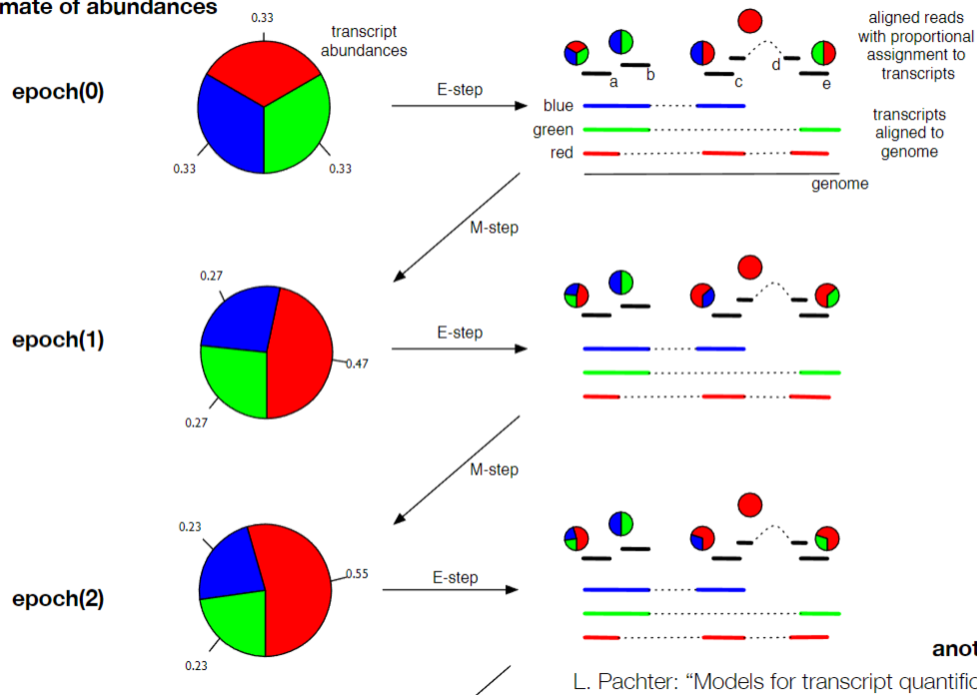 mate of abundances
0.33
transcript
abundances
0.33
0.33
epoch(0)
E-step
a
b
c
d
e
aligned reads
with proportional
assignment to
transcripts
blue
green
red
transcripts
aligned to
genome
genome
M-step
epoch(1)
0.27
0.47
0.27
E-step
M-step
epoch(2)
0.23
0.55
0.23
E-step
anot
L. Pachter: “Models for transcript quantific